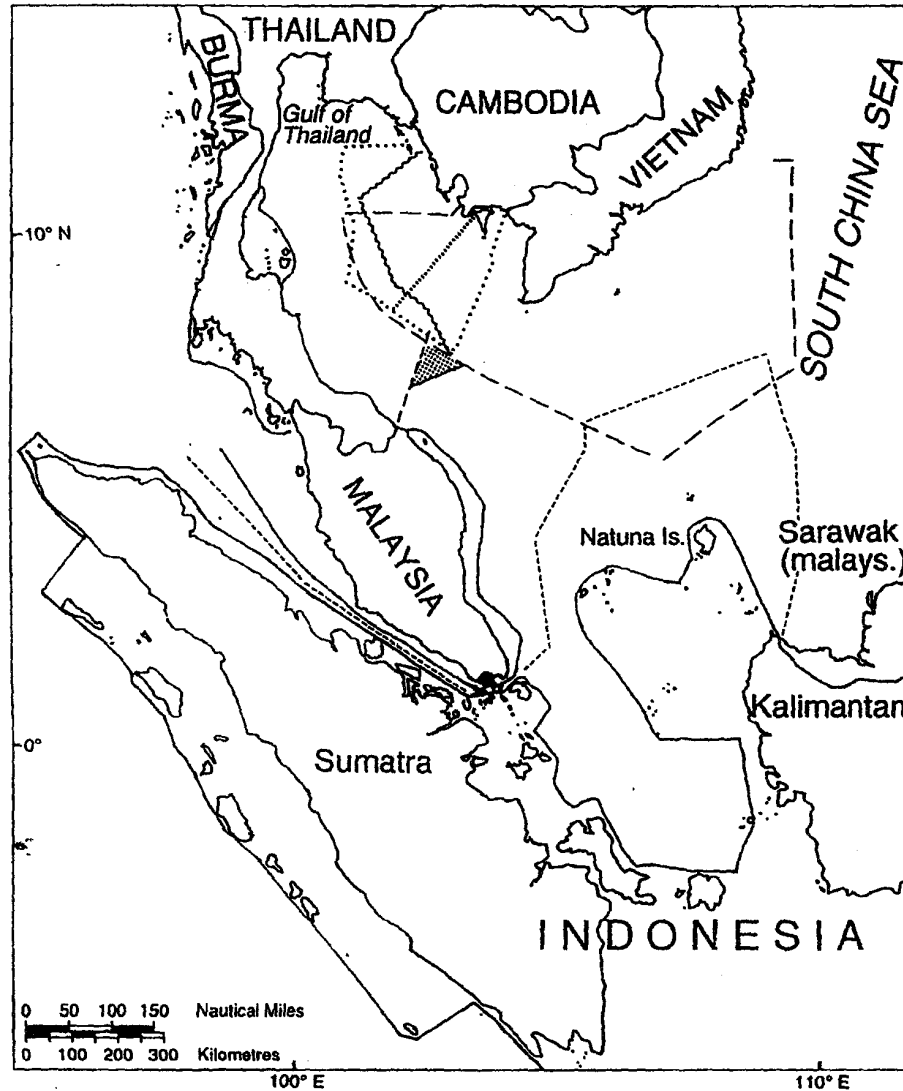 THAILAND
BURMA
Gulf of
Thailand
CAMBODIA
VIETNAM
SOUTH CHINA SEA
10° N
MALAYSIA
Natuna Is.
Sarawak
(malays.)
Kalimantan
0°
Sumatra
INDONESIA
0 50 100 150 Nautical Miles
0 100 200 300 Kilometres
100° E
110° E